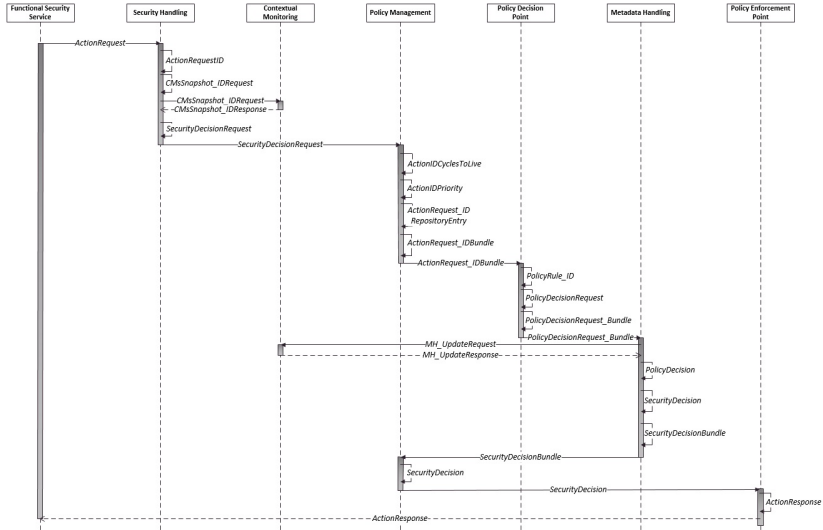 Functional Security
Service
Security Handling
Contextual
Monitoring
Policy Management
Policy Decision
Point
Metadata Handling
Policy Enforcement
Point
ActionRequest
ActionRequestID
CMsSnapshot_IDRequest
CMsSnapshot_IDRequest
CMsSnapshot_IDResponse
SecurityDecisionRequest
SecurityDecisionRequest
ActionIDCyclesToLive
ActionIDPriority
ActionRequest_ID
RepositoryEntry
ActionRequest_IDBundle
ActionRequest_IDBundle
PolicyRule_ID
PolicyDecisionRequest
PolicyDecisionRequest_Bundle
PolicyDecisionRequest_Bundle
MH_UpdateRequest
MH_UpdateResponse
PolicyDecision
SecurityDecision
SecurityDecisionBundle
SecurityDecisionBundle
SecurityDecision
SecurityDecision
ActionResponse
ActionResponse